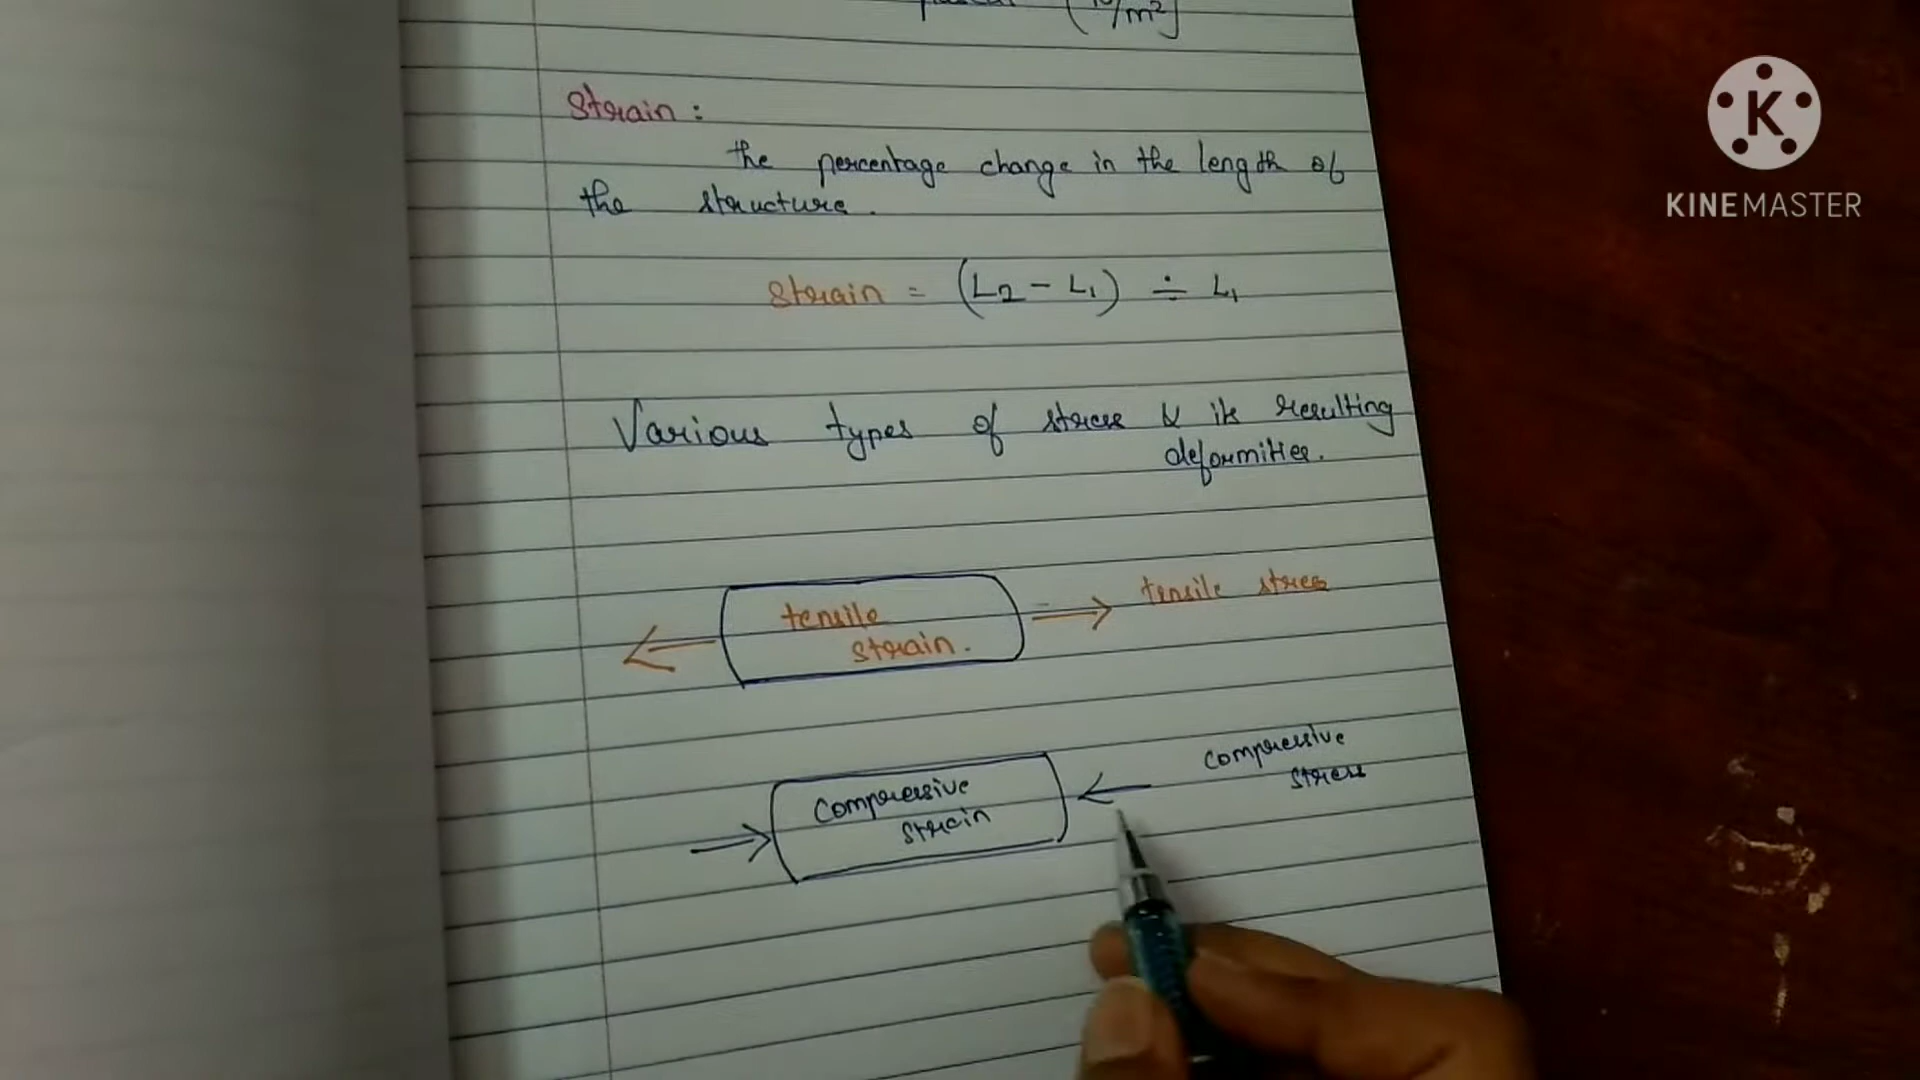 (N/m²]
Strain :
the percentage change in the length of
the structure.
Strain = (L₂ - L₁) ÷ L₁
Various types of stress & its resulting
deformities.
tensile stress
tensile
strain.
compressive
stress
Compressive
strain
K
KINEMASTER